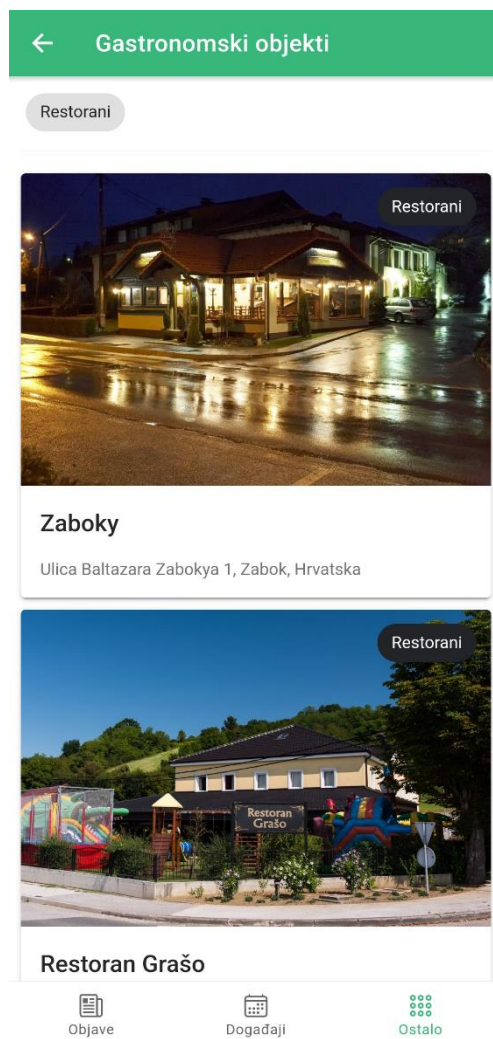 Gastronomski objekti
Restorani
Restorani
Zaboky
Ulica Baltazara Zabokya 1, Zabok, Hrvatska
Restorani
Restoran
Grašo
Restoran Grašo
Objave
Događaji
Ostalo